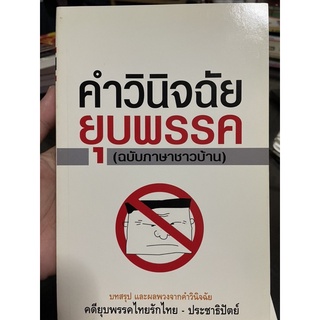 คำวินิจฉัย
ยุบพรรค
(ฉบับภาษาชาวบ้าน)
บทสรุป และผลพวงจากคำวินิจฉัย
คดียุบพรรคไทยรักไทย - ประชาธิปัตย์